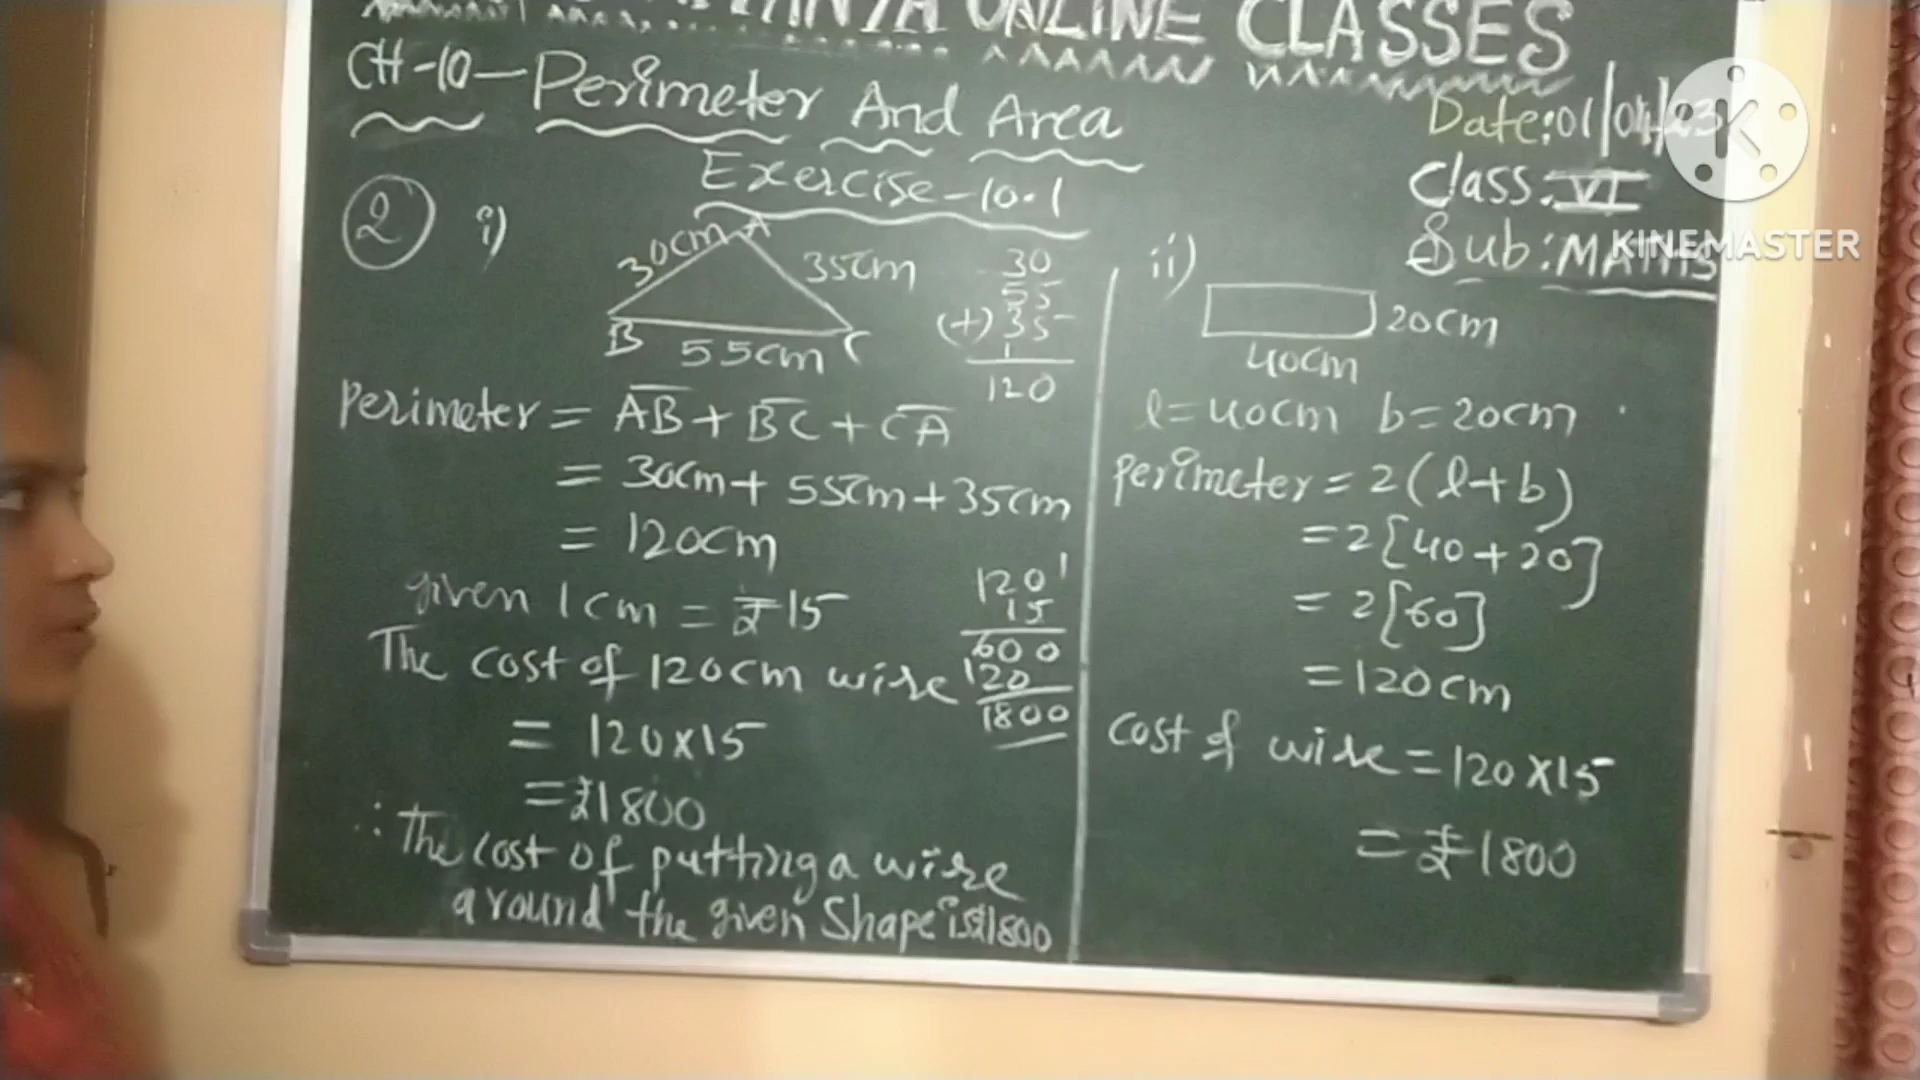 ONLINE CLASSES
CH-10-Perimeter And Area
Date:01/04/23
Class:VI
Sub:MATHS
KINEMASTER
Exercise-10.1
2 i)
A
30cm
35cm
B
C
55cm
30
55
(+) 35
1
120
Perimeter = AB + BC + CA
= 30cm + 55cm + 35cm
= 120cm
given 1cm = ₹15
The cost of 120cm wire
= 120x15
= ₹1800
120 1
15
600
120
1800
∴ The cost of putting a wire
around the given Shape is ₹1800
ii)
20cm
40cm
l=40cm b=20cm
perimeter = 2(l+b)
=2[40+20]
= 2[60]
=120cm
cost of wire =120x15
= ₹1800